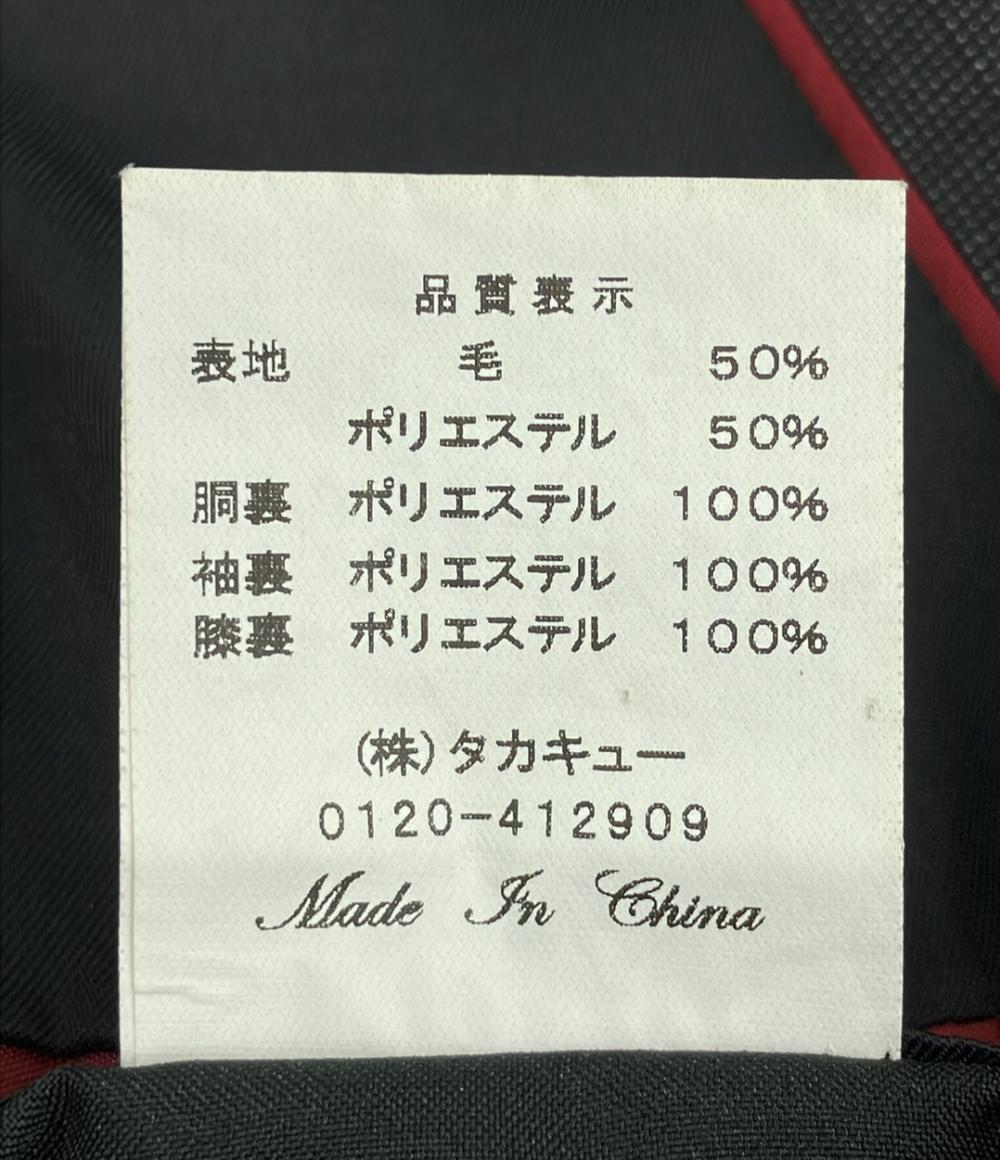 品質表示
表地 毛 50%
ポリエステル 50%
胴裏 ポリエステル 100%
袖裏 ポリエステル 100%
膝裏 ポリエステル 100%
(株)タカキュー
0120-412909
Made In China